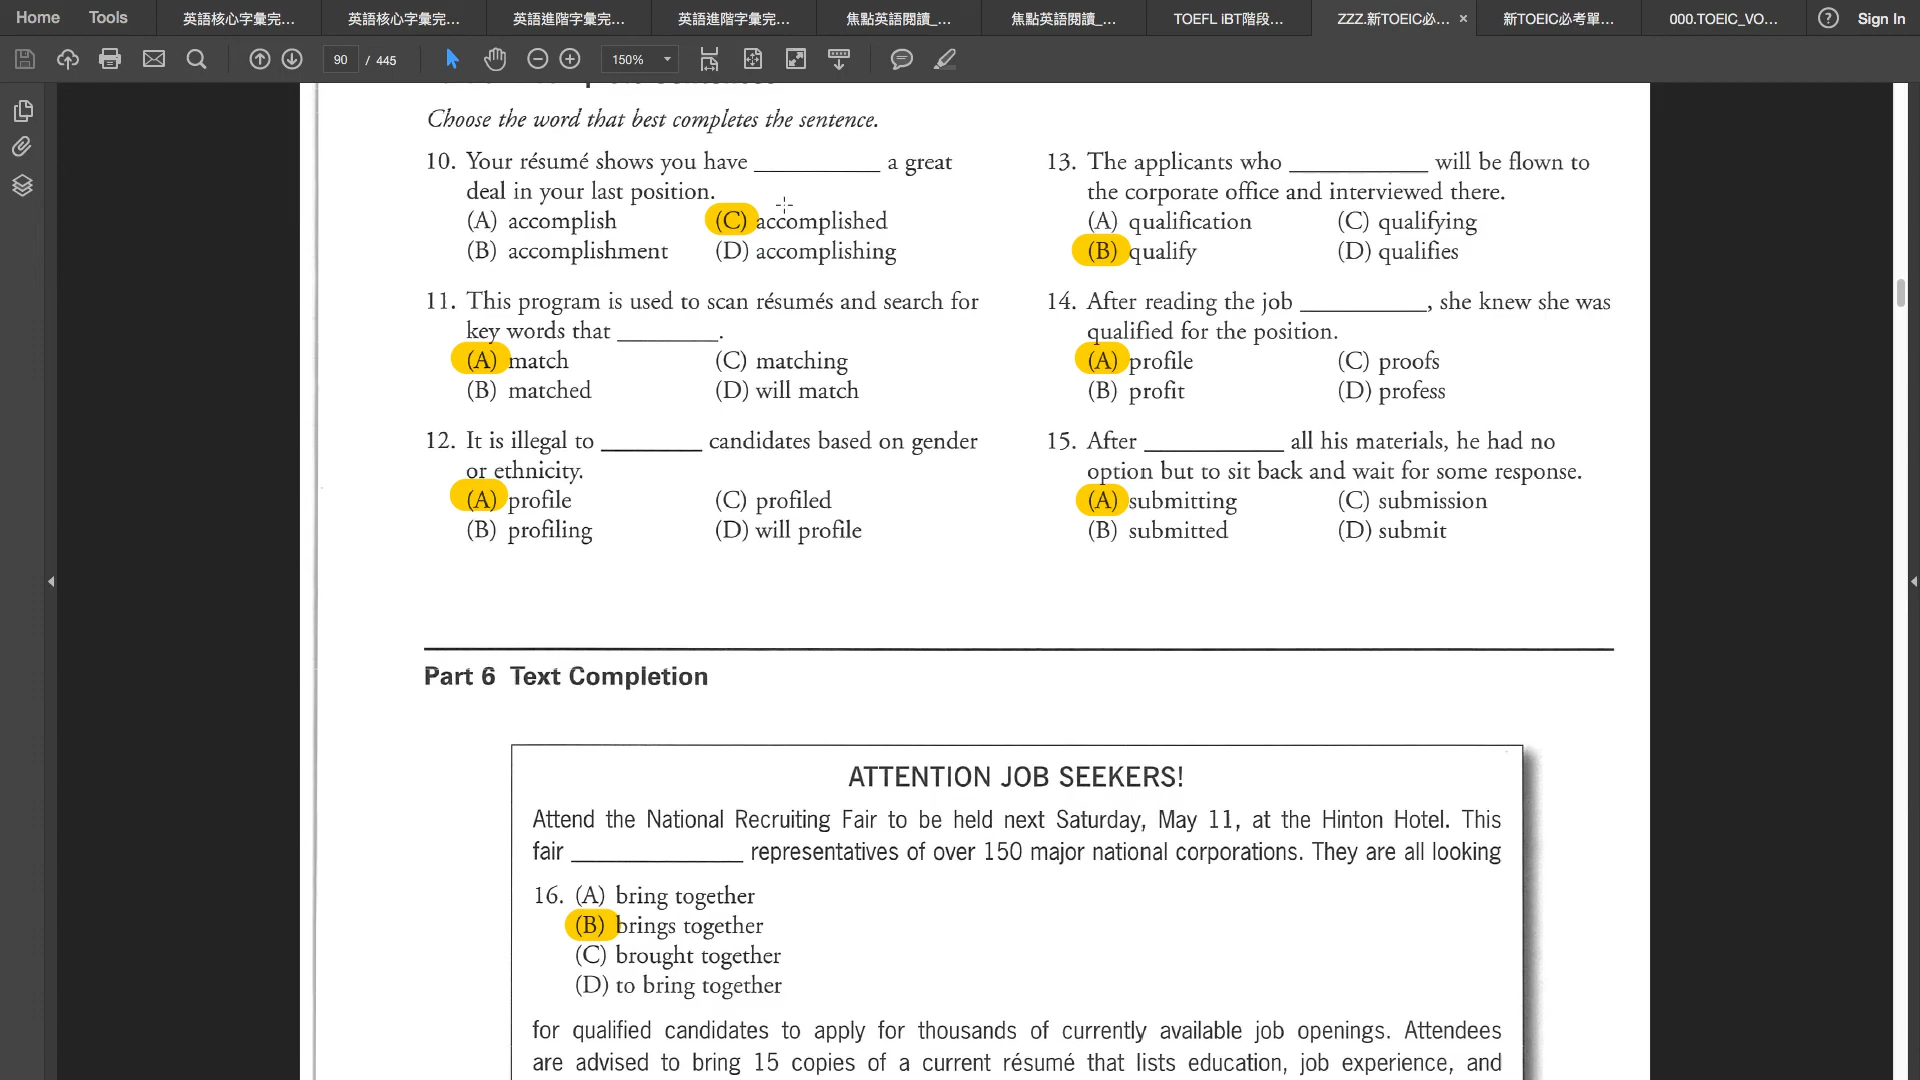 Home
Tools
英語核心字彙完...
英語核心字彙完...
英語進階字彙完...
英語進階字彙完...
焦點英語閱讀_...
焦點英語閱讀_...
TOEFL iBT階段...
ZZZ.新TOEIC必... ×
新TOEIC必考單...
000.TOEIC_VO...
Sign In
90 / 445
150%
Choose the word that best completes the sentence.
10. Your résumé shows you have __________ a great
deal in your last position.
(A) accomplish (C) accomplished
(B) accomplishment (D) accomplishing
11. This program is used to scan résumés and search for
key words that ________.
(A) match (C) matching
(B) matched (D) will match
12. It is illegal to ________ candidates based on gender
or ethnicity.
(A) profile (C) profiled
(B) profiling (D) will profile
13. The applicants who ___________ will be flown to
the corporate office and interviewed there.
(A) qualification (C) qualifying
(B) qualify (D) qualifies
14. After reading the job __________, she knew she was
qualified for the position.
(A) profile (C) proofs
(B) profit (D) profess
15. After ___________ all his materials, he had no
option but to sit back and wait for some response.
(A) submitting (C) submission
(B) submitted (D) submit
Part 6 Text Completion
ATTENTION JOB SEEKERS!
Attend the National Recruiting Fair to be held next Saturday, May 11, at the Hinton Hotel. This
fair ______________ representatives of over 150 major national corporations. They are all looking
16. (A) bring together
(B) brings together
(C) brought together
(D) to bring together
for qualified candidates to apply for thousands of currently available job openings. Attendees
are advised to bring 15 copies of a current résumé that lists education, job experience, and